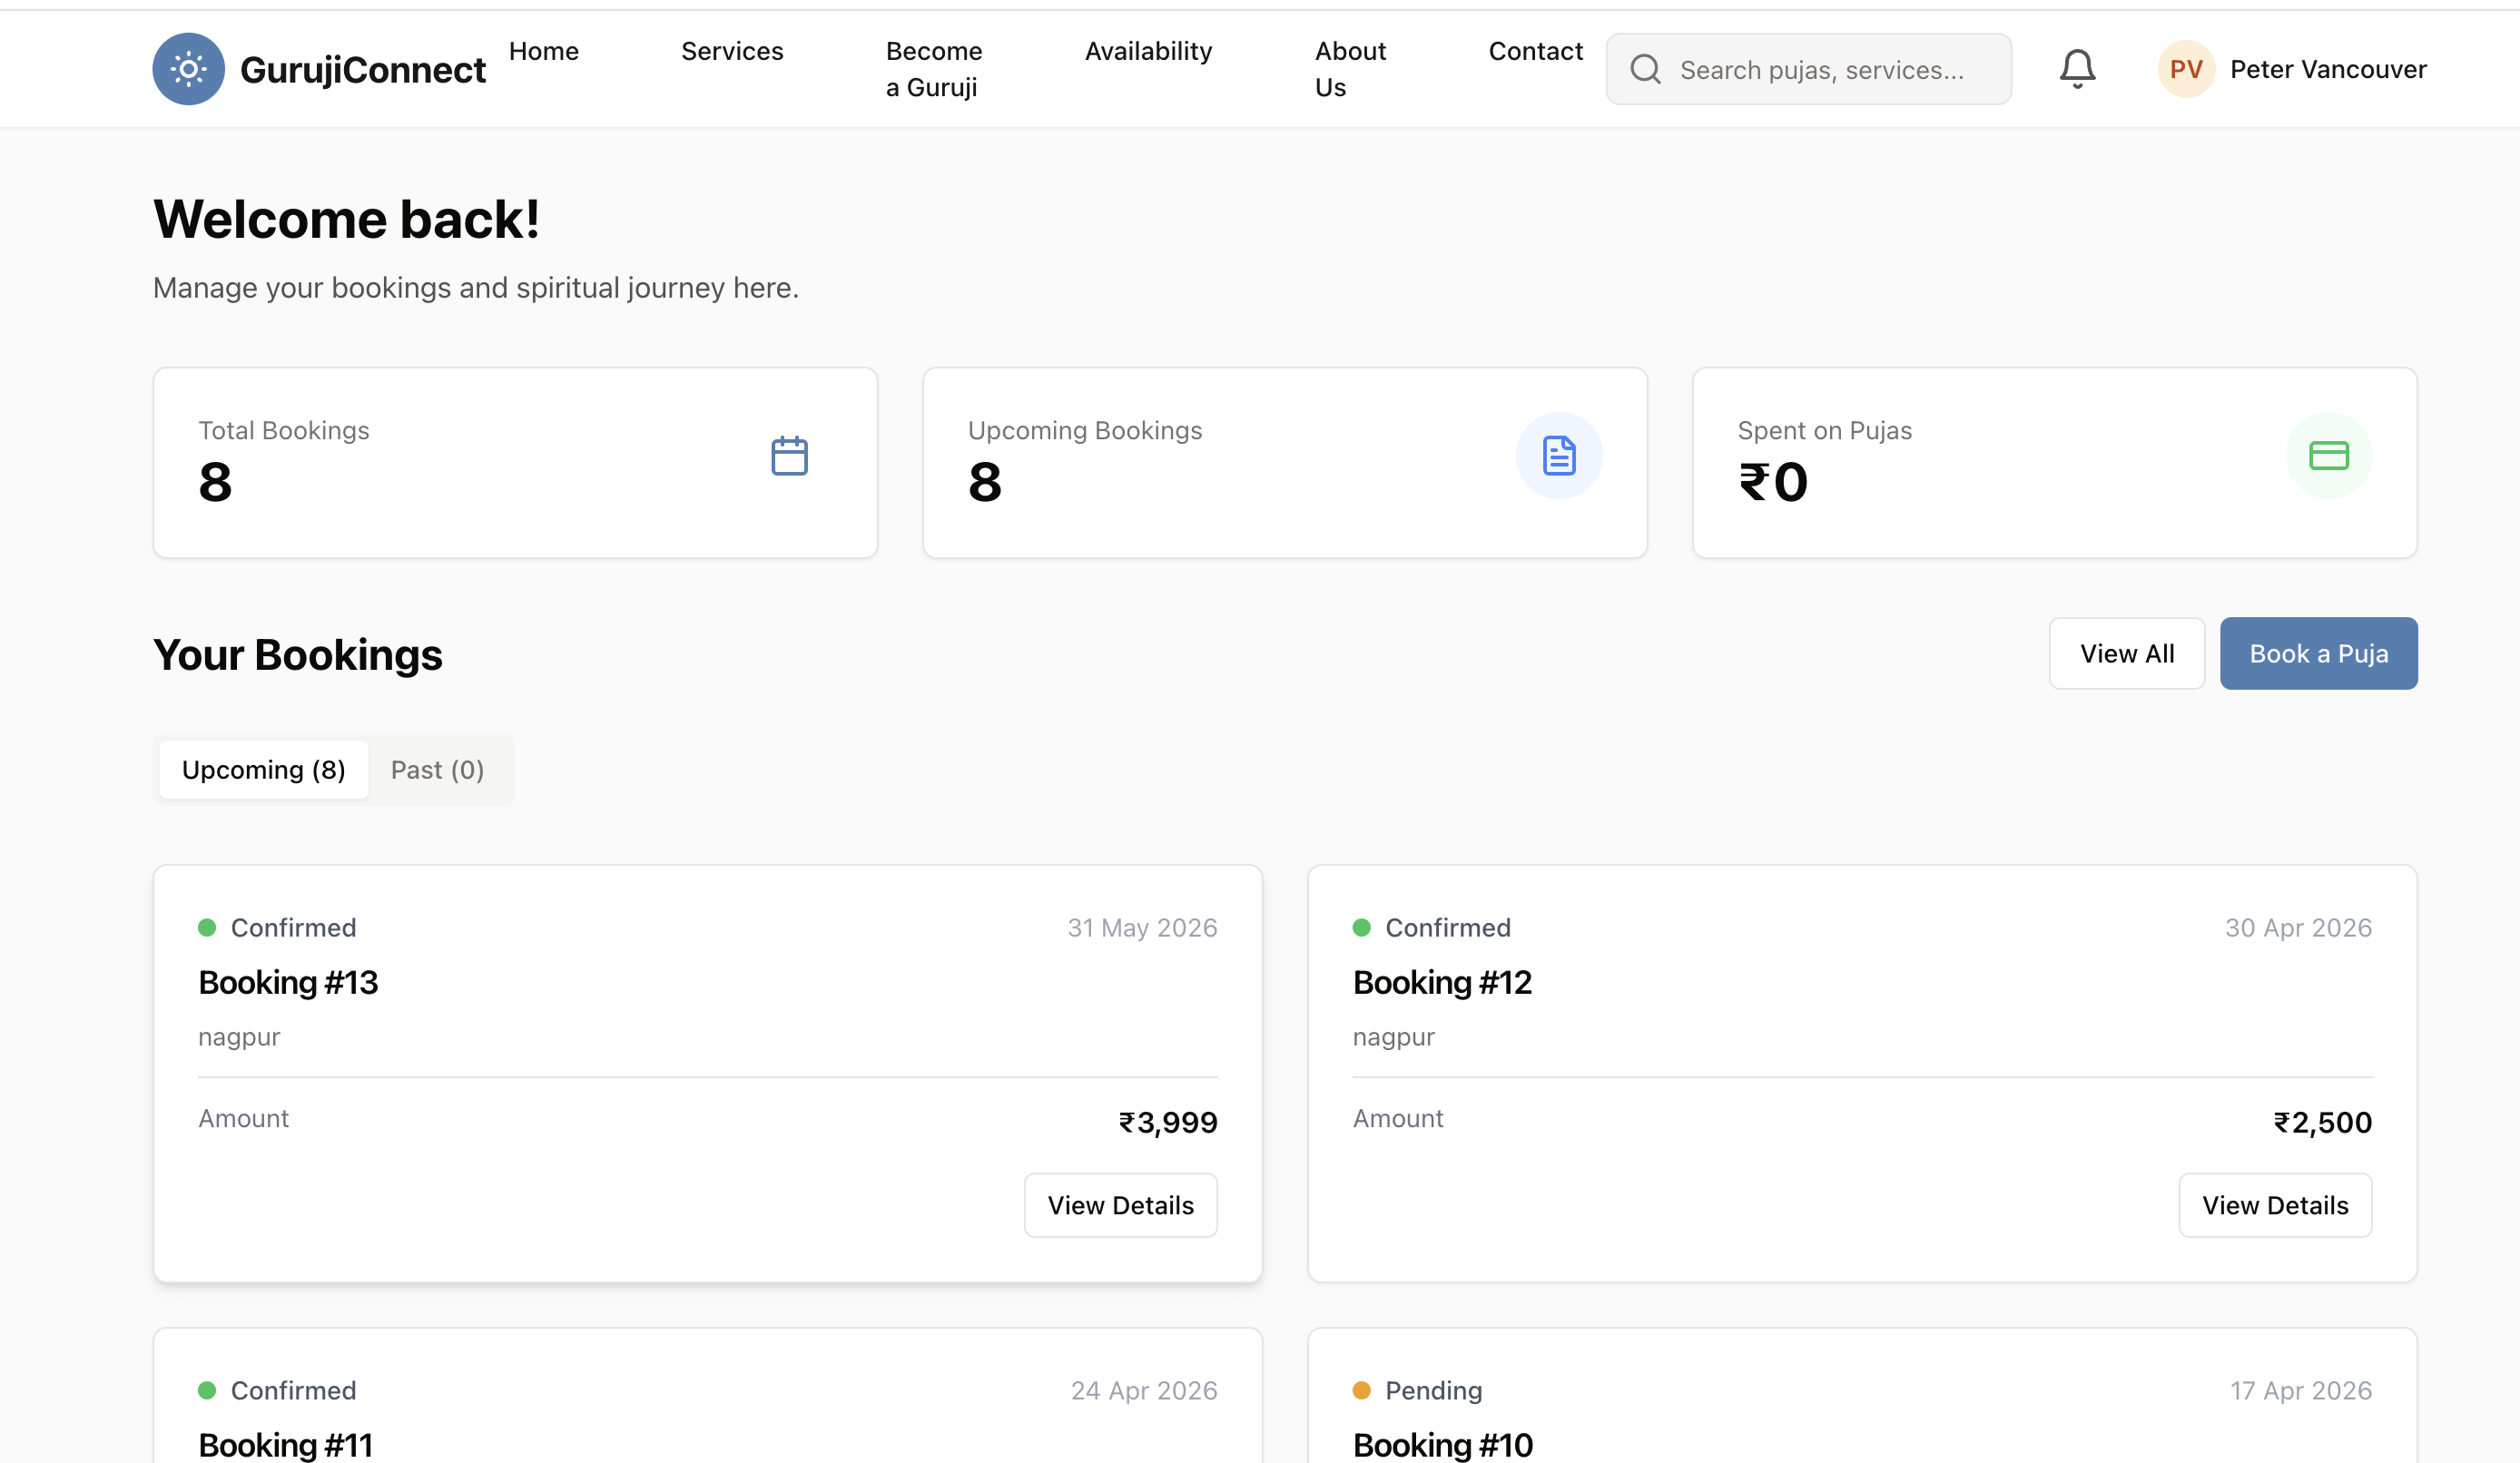 GurujiConnect
Home
Services
Become
a Guruji
Availability
About
Us
Contact
Search pujas, services...
PV
Peter Vancouver
Welcome back!
Manage your bookings and spiritual journey here.
Total Bookings
8
Upcoming Bookings
8
Spent on Pujas
₹0
Your Bookings
View All
Book a Puja
Upcoming (8)
Past (0)
Confirmed
31 May 2026
Booking #13
nagpur
Amount
₹3,999
View Details
Confirmed
30 Apr 2026
Booking #12
nagpur
Amount
₹2,500
View Details
Confirmed
24 Apr 2026
Booking #11
Pending
17 Apr 2026
Booking #10